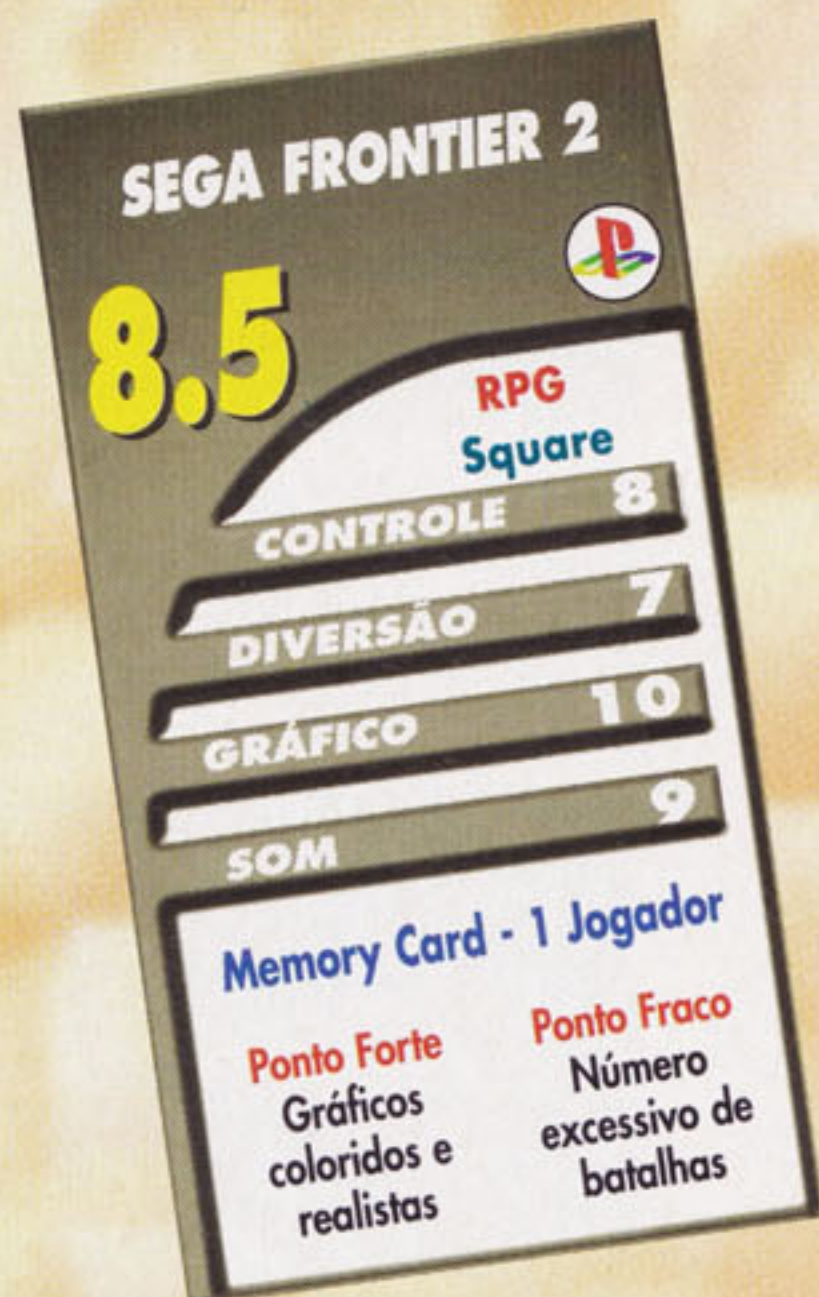 SEGA FRONTIER 2
8.5
RPG
Square
CONTROLE 8
DIVERSÃO 7
GRÁFICO 10
SOM 9
Memory Card - 1 Jogador
Ponto Forte
Gráficos
coloridos e
realistas
Ponto Fraco
Número
excessivo de
batalhas